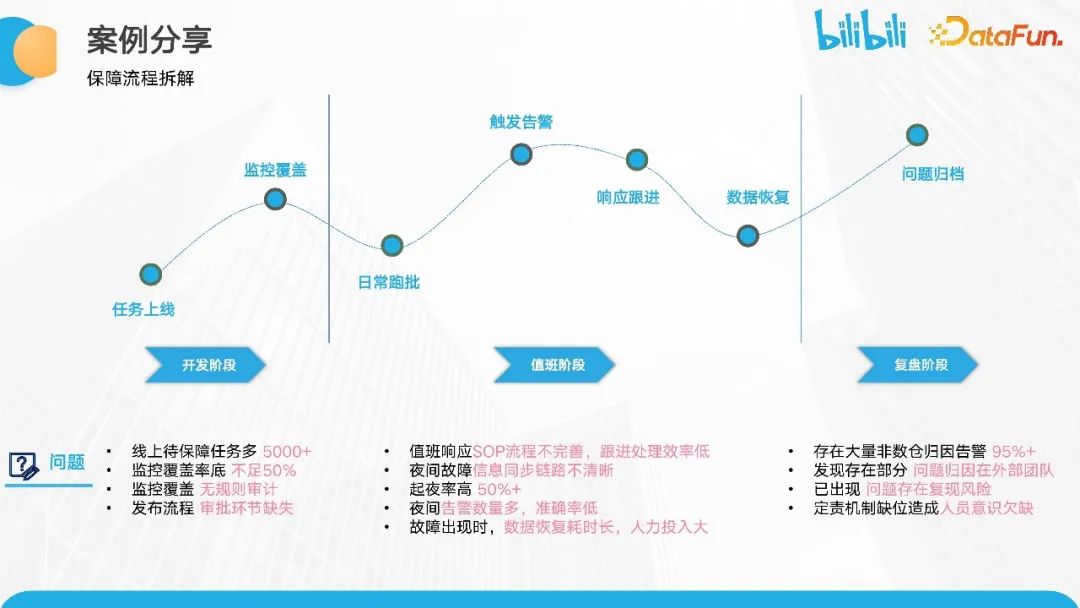 案例分享
保障流程拆解
bilibili
DataFun.
触发告警
监控覆盖
问题归档
响应跟进
数据恢复
日常跑批
任务上线
开发阶段
值班阶段
复盘阶段
问题
• 线上待保障任务多 5000+
• 监控覆盖率底 不足50%
• 监控覆盖 无规则审计
• 发布流程 审批环节缺失
• 值班响应SOP流程不完善，跟进处理效率低
• 夜间故障信息同步链路不清晰
• 起夜率高 50%+
• 夜间告警数量多，准确率低
• 故障出现时，数据恢复耗时长，人力投入大
• 存在大量非数仓归因告警 95%+
• 发现存在部分 问题归因在外部团队
• 已出现 问题存在复现风险
• 定责机制缺位造成人员意识欠缺